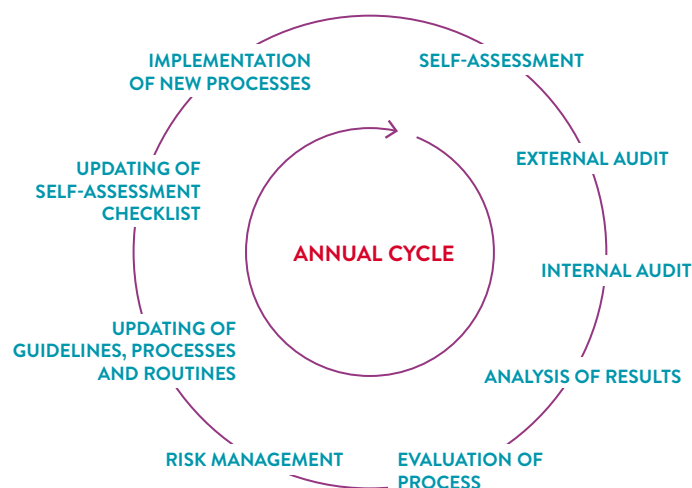 IMPLEMENTATION
OF NEW PROCESSES
SELF-ASSESSMENT
EXTERNAL AUDIT
UPDATING OF
SELF-ASSESSMENT
CHECKLIST
ANNUAL CYCLE
INTERNAL AUDIT
UPDATING OF
GUIDELINES, PROCESSES
AND ROUTINES
ANALYSIS OF RESULTS
RISK MANAGEMENT
EVALUATION OF
PROCESS